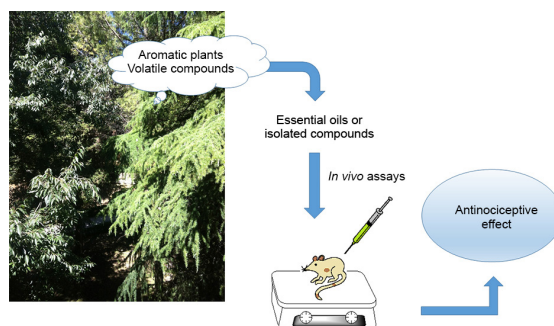 Aromatic plants
Volatile compounds
Essential oils or
isolated compounds
In vivo assays
Antinociceptive
effect